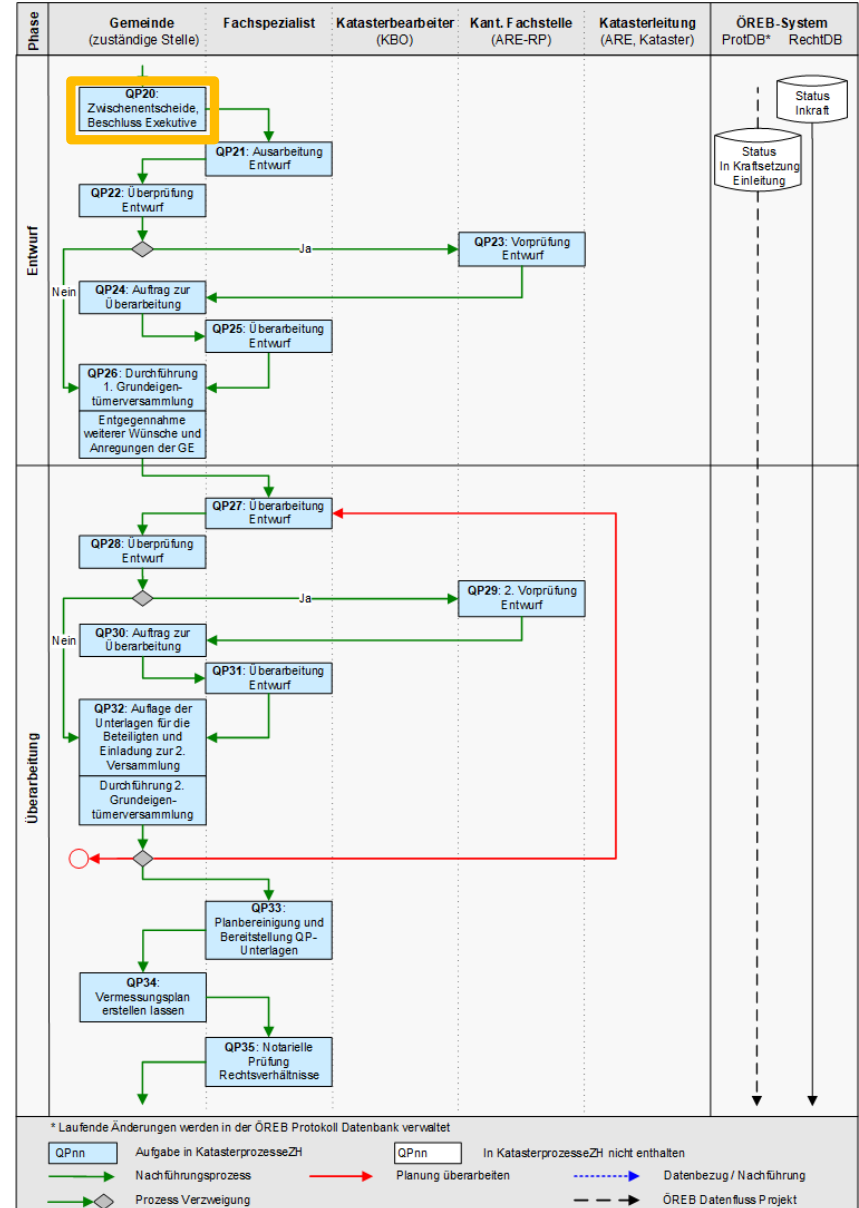 Phase
Gemeinde
(zuständige Stelle)
Fachspezialist
Katasterbearbeiter
(KBO)
Kant. Fachstelle
(ARE-RP)
Katasterleitung
(ARE, Kataster)
ÖREB-System
ProtDB* RechtDB
Entwurf
QP20:
Zwischenentscheide,
Beschluss Exekutive
Status
Inkraft
QP21: Ausarbeitung
Entwurf
Status
In Kraftsetzung
Einleitung
QP22: Überprüfung
Entwurf
Ja
QP23: Vorprüfung
Entwurf
Nein
QP24: Auftrag zur
Überarbeitung
QP25: Überarbeitung
Entwurf
QP26: Durchführung
1. Grundeigen-
tümerversammlung
Entgegennahme
weiterer Wünsche und
Anregungen der GE
Überarbeitung
QP27: Überarbeitung
Entwurf
QP28: Überprüfung
Entwurf
Ja
QP29: 2. Vorprüfung
Entwurf
Nein
QP30: Auftrag zur
Überarbeitung
QP31: Überarbeitung
Entwurf
QP32: Auflage der
Unterlagen für die
Beteiligten und
Einladung zur 2.
Versammlung
Durchführung 2.
Grundeigen-
tümerversammlung
QP33:
Planbereinigung und
Bereitstellung QP-
Unterlagen
QP34:
Vermessungsplan
erstellen lassen
QP35: Notarielle
Prüfung
Rechtsverhältnisse
* Laufende Änderungen werden in der ÖREB Protokoll Datenbank verwaltet
QPnn Aufgabe in KatasterprozesseZH QPnn In KatasterprozesseZH nicht enthalten
Nachführungsprozess Planung überarbeiten Datenbezug / Nachführung
Prozess Verzweigung ÖREB Datenfluss Projekt